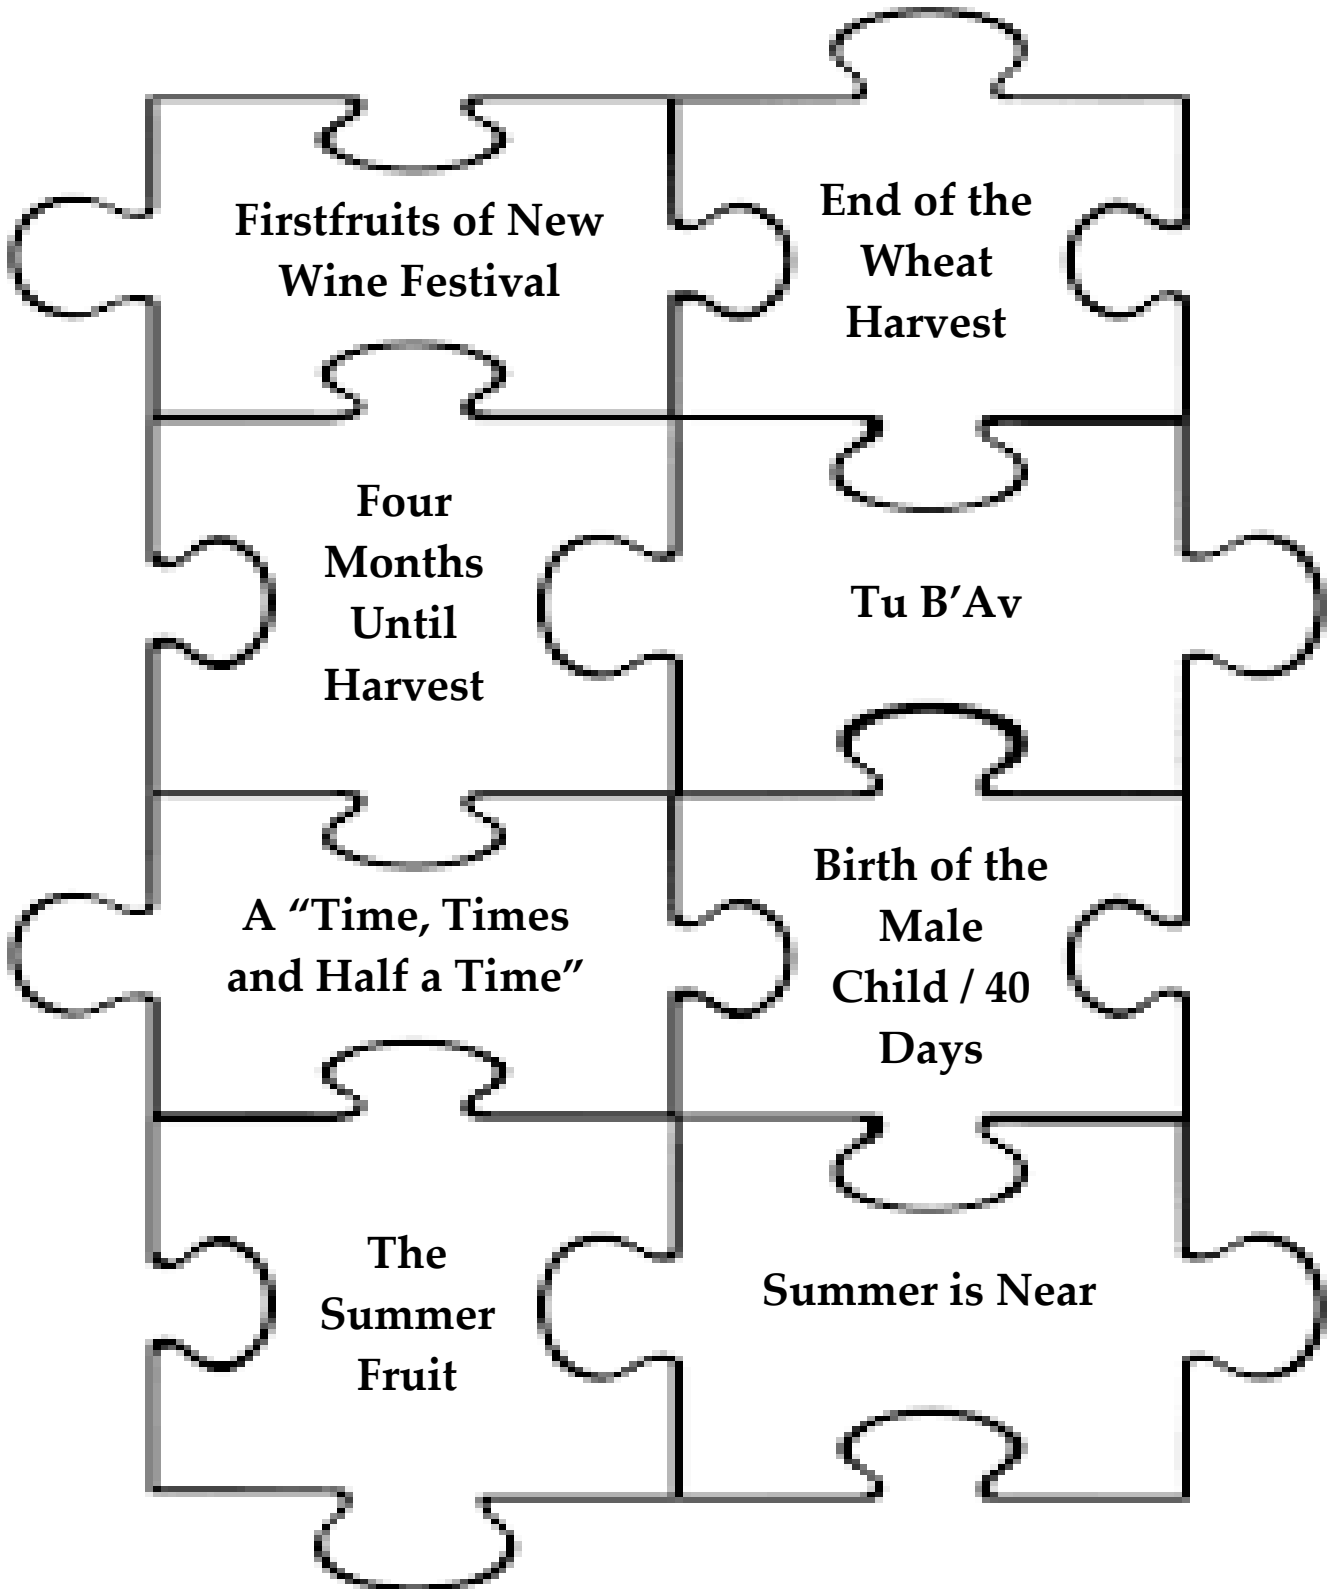 Firstfruits of New
Wine Festival
End of the
Wheat
Harvest
Four
Months
Until
Harvest
Tu B’Av
A “Time, Times
and Half a Time”
Birth of the
Male
Child / 40
Days
The
Summer
Fruit
Summer is Near